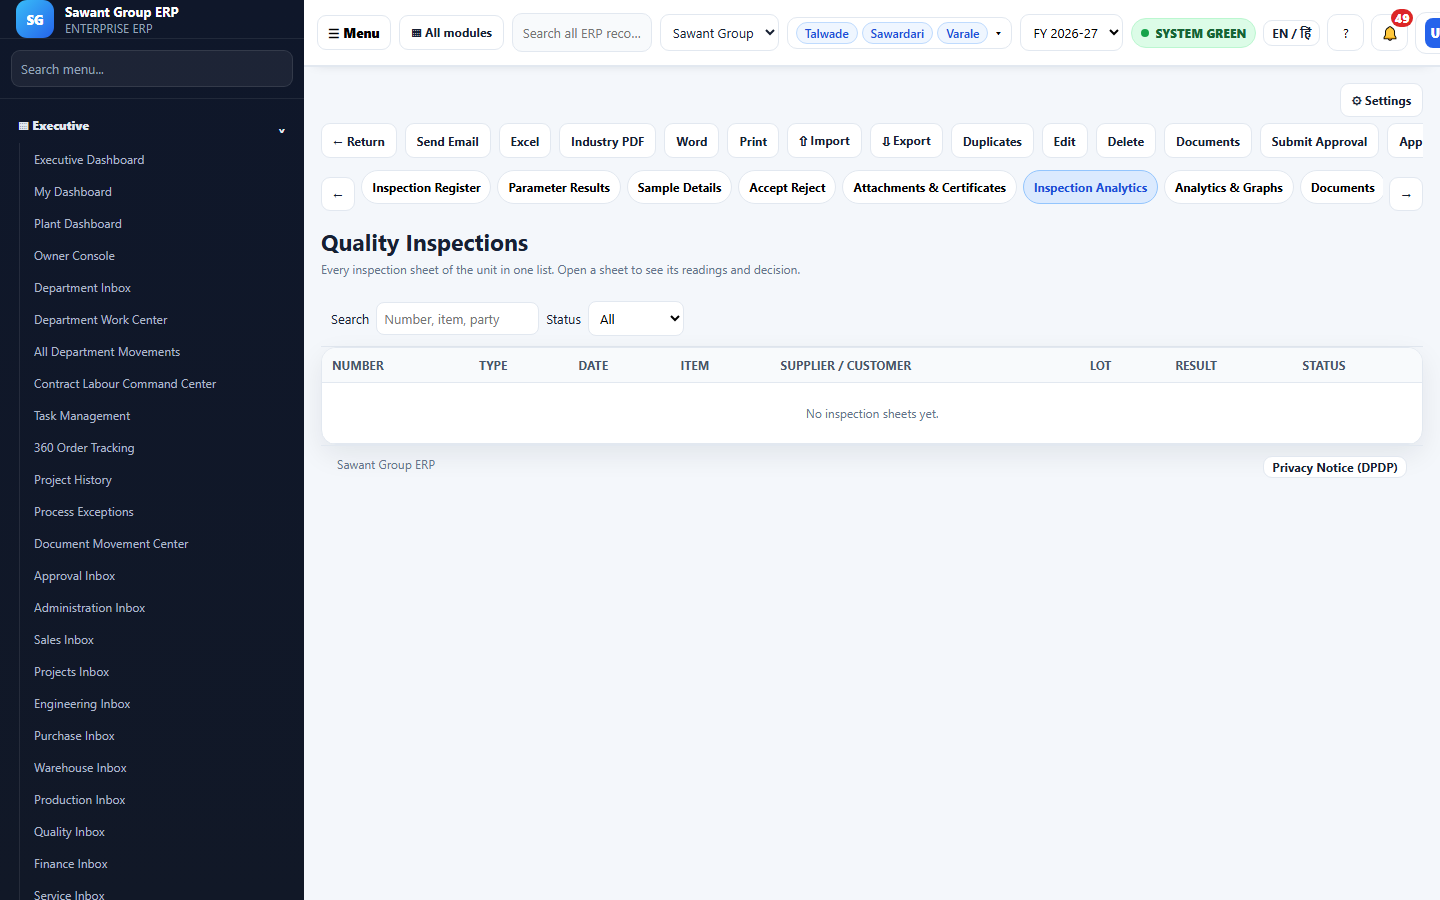 SG
Sawant Group ERP
ENTERPRISE ERP
Search menu...
Executive
Executive Dashboard
My Dashboard
Plant Dashboard
Owner Console
Department Inbox
Department Work Center
All Department Movements
Contract Labour Command Center
Task Management
360 Order Tracking
Project History
Process Exceptions
Document Movement Center
Approval Inbox
Administration Inbox
Sales Inbox
Projects Inbox
Engineering Inbox
Purchase Inbox
Warehouse Inbox
Production Inbox
Quality Inbox
Finance Inbox
Service Inbox
☰ Menu
All modules
Search all ERP reco...
Sawant Group
Talwade Sawardari Varale
FY 2026-27
SYSTEM GREEN
EN / हिं
?
49
U
⚙ Settings
← Return Send Email Excel Industry PDF Word Print ⇧ Import ⇩ Export Duplicates Edit Delete Documents Submit Approval App
← Inspection Register Parameter Results Sample Details Accept Reject Attachments & Certificates Inspection Analytics Analytics & Graphs Documents →
Quality Inspections
Every inspection sheet of the unit in one list. Open a sheet to see its readings and decision.
Search Number, item, party Status All
NUMBER TYPE DATE ITEM SUPPLIER / CUSTOMER LOT RESULT STATUS
No inspection sheets yet.
Sawant Group ERP
Privacy Notice (DPDP)